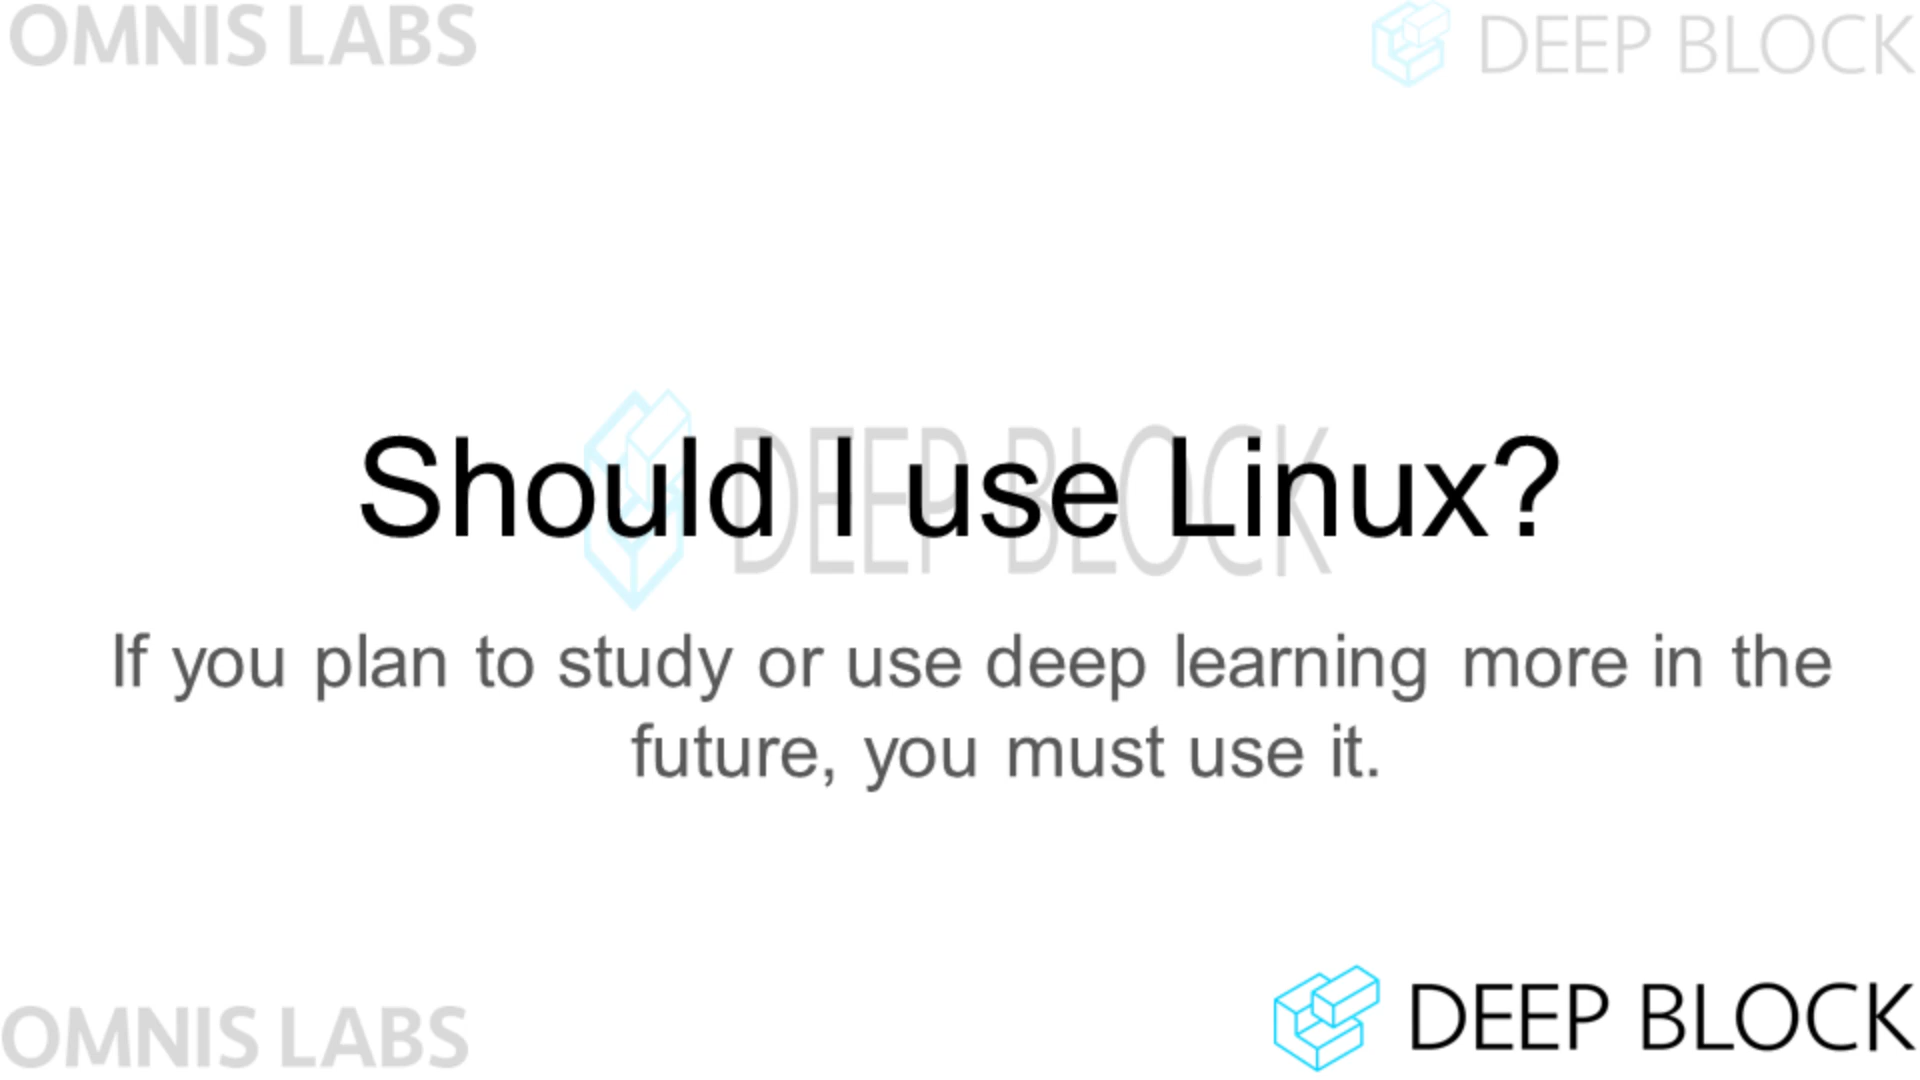 OMNIS LABS
DEEP BLOCK
DEEP BLOCK
Should I use Linux?
If you plan to study or use deep learning more in the
future, you must use it.
OMNIS LABS
DEEP BLOCK